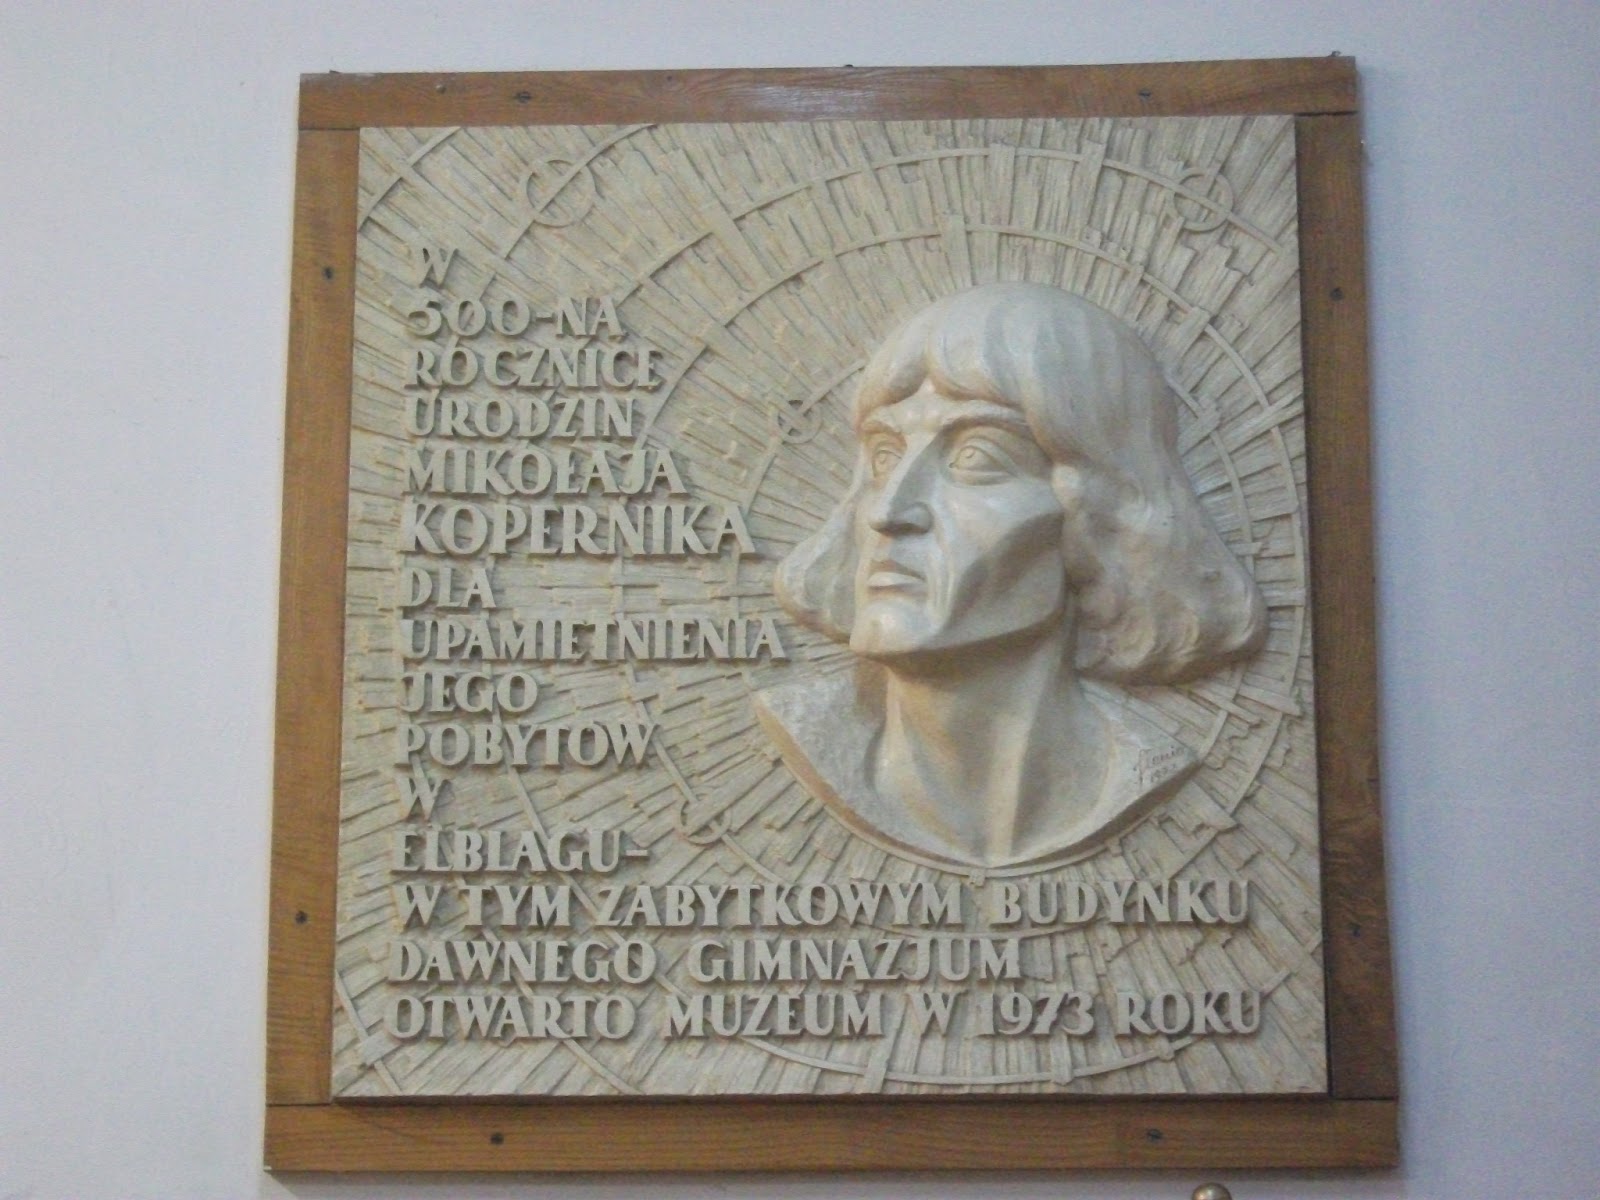 W
500-NĄ
ROCZNICĘ
URODZIN
MIKOŁAJA
KOPERNIKA
DLA
UPAMIĘTNIENIA
JEGO
POBYTÓW
W
ELBLĄGU-
W TYM ZABYTKOWYM BUDYNKU
DAWNEGO GIMNAZJUM
OTWARTO MUZEUM W 1973 ROKU